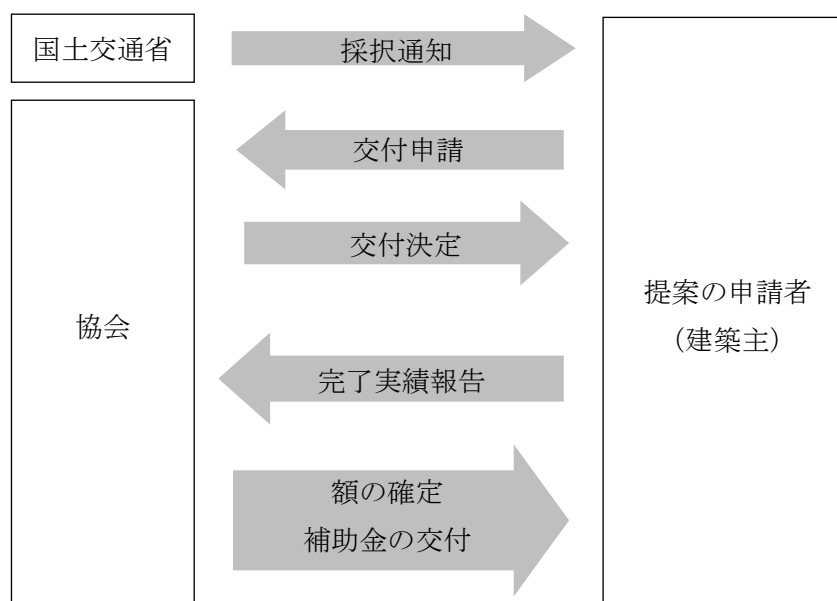 国土交通省
採択通知
交付申請
交付決定
協会
提案の申請者
（建築主）
完了実績報告
額の確定
補助金の交付